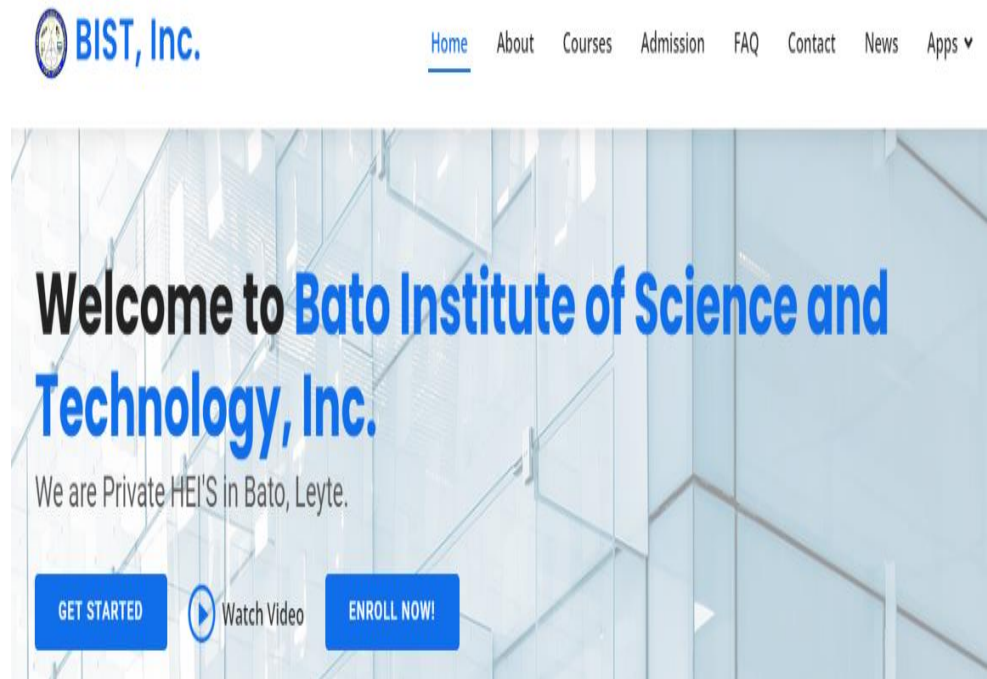 BIST, Inc.
Home About Courses Admission FAQ Contact News Apps
Welcome to Bato Institute of Science and
Technology, Inc.
We are Private HEI'S in Bato, Leyte.
GET STARTED Watch Video ENROLL NOW!